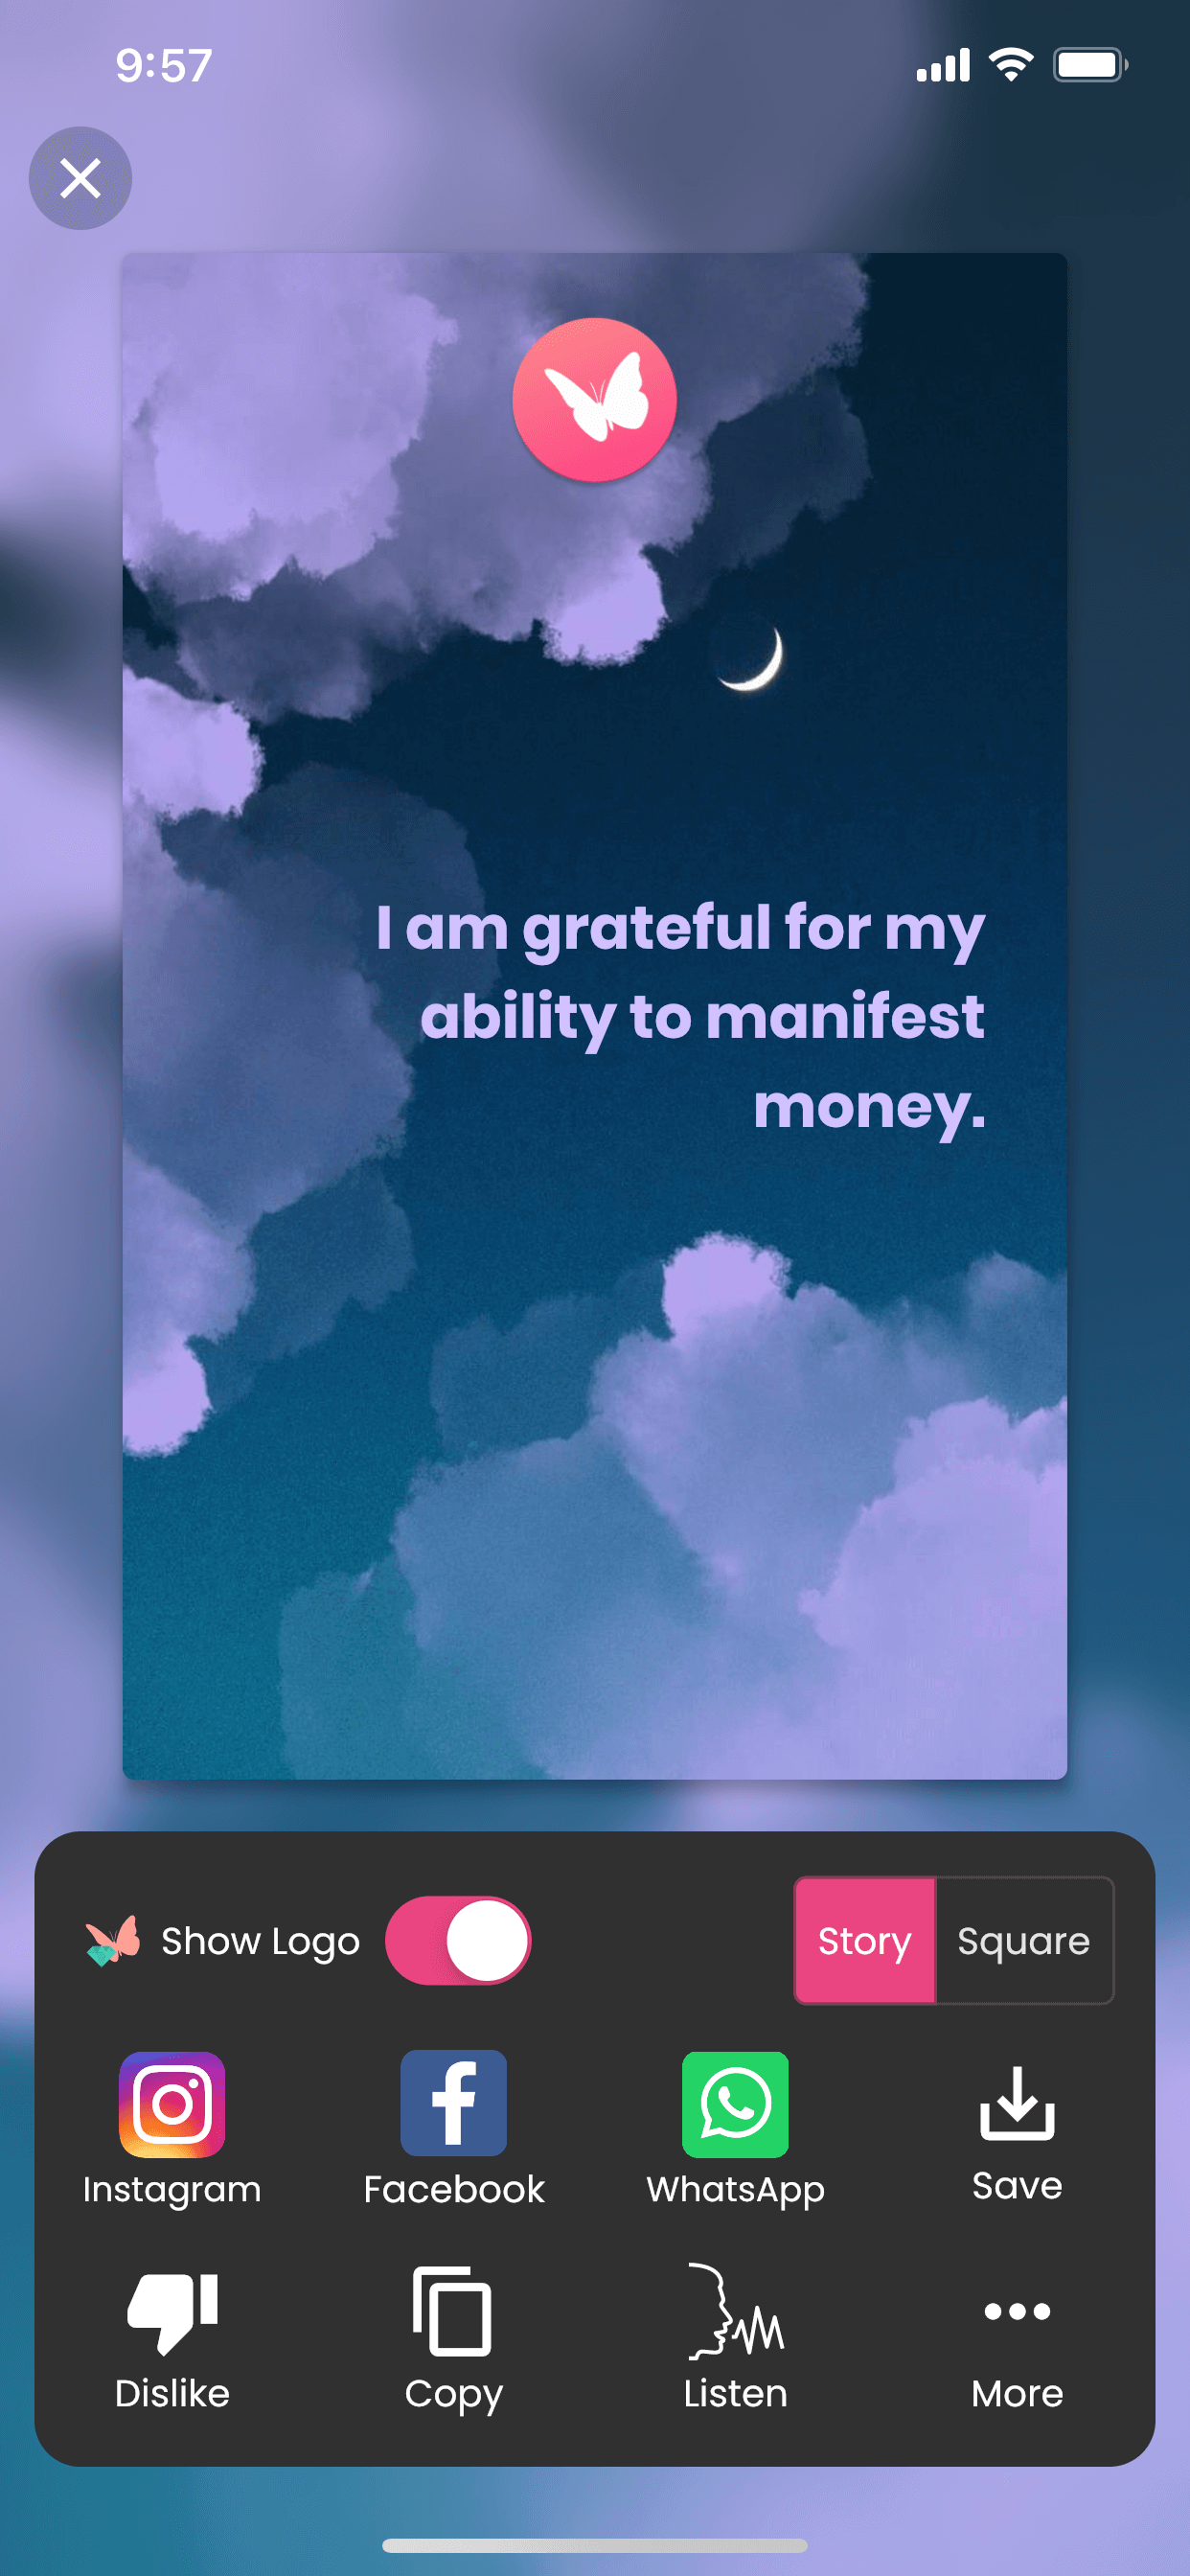 9:57
I am grateful for my
ability to manifest
money.
Show Logo
Story Square
Instagram Facebook WhatsApp Save
Dislike Copy Listen More